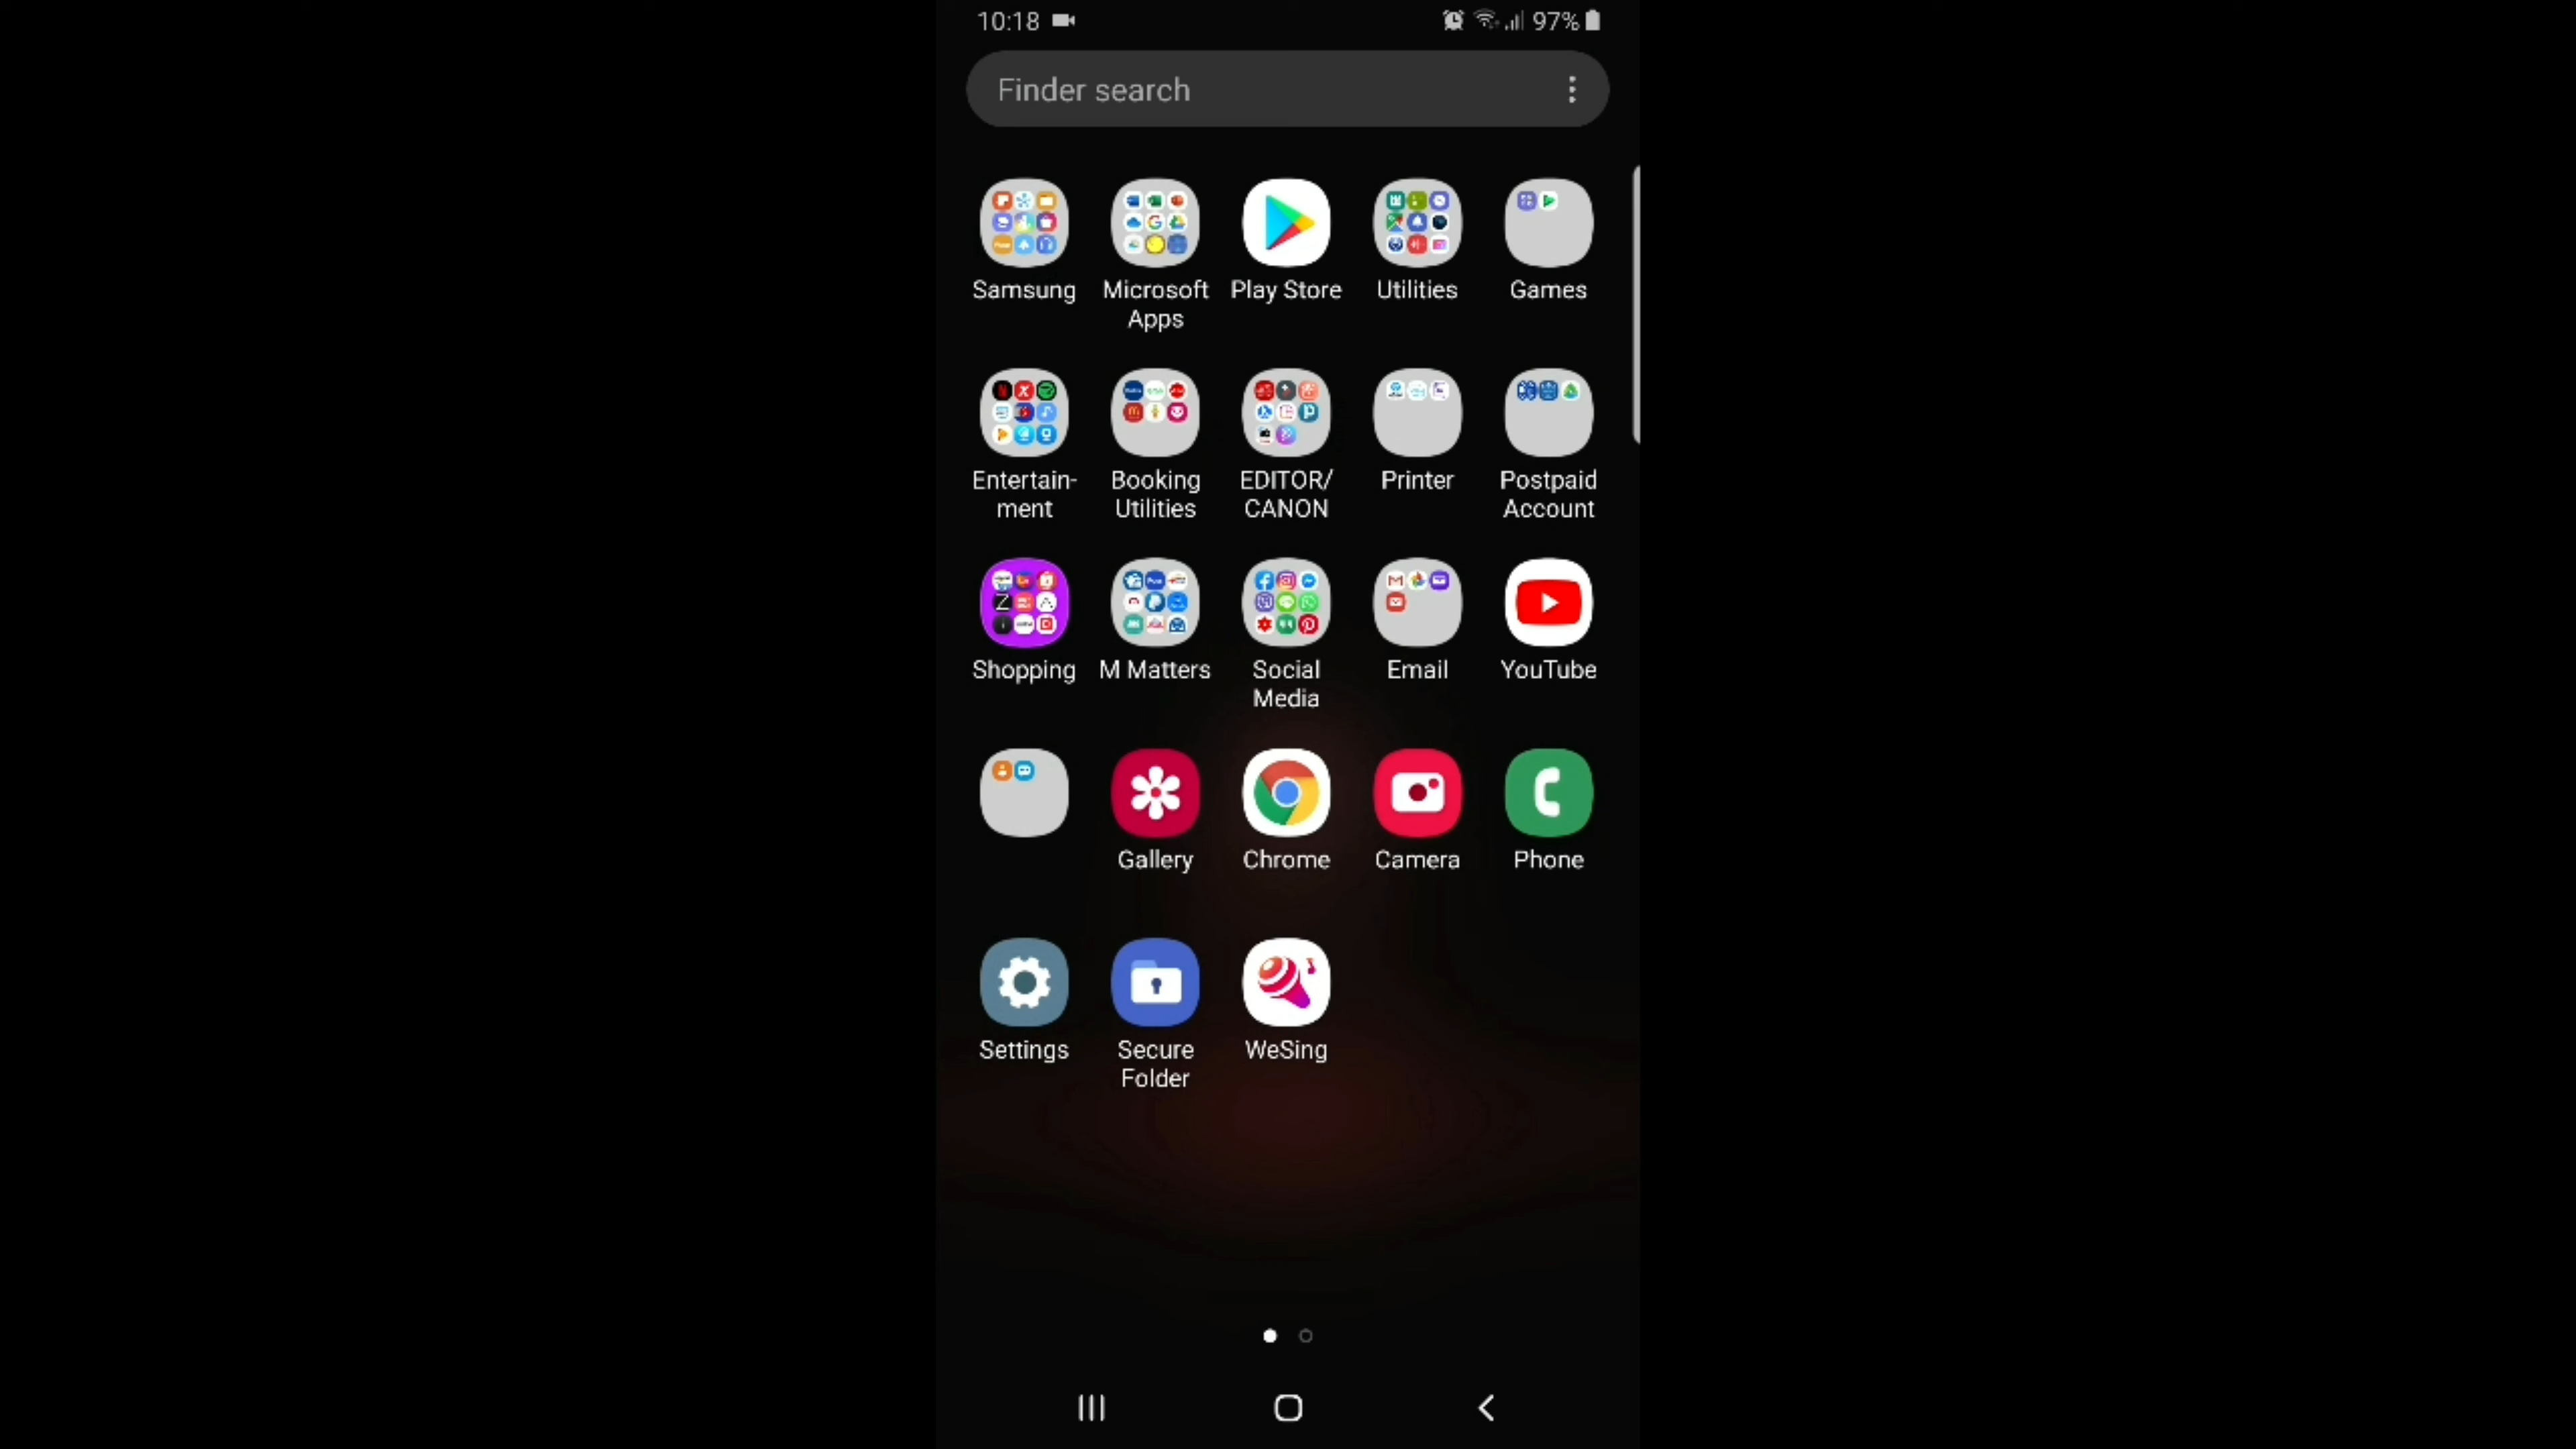 10:18
97%
Finder search
Samsung
Microsoft
Apps
Play Store
Utilities
Games
Entertain-
ment
Booking
Utilities
EDITOR/
CANON
Printer
Postpaid
Account
Shopping
M Matters
Social
Media
Email
YouTube
Gallery
Chrome
Camera
Phone
Settings
Secure
Folder
WeSing